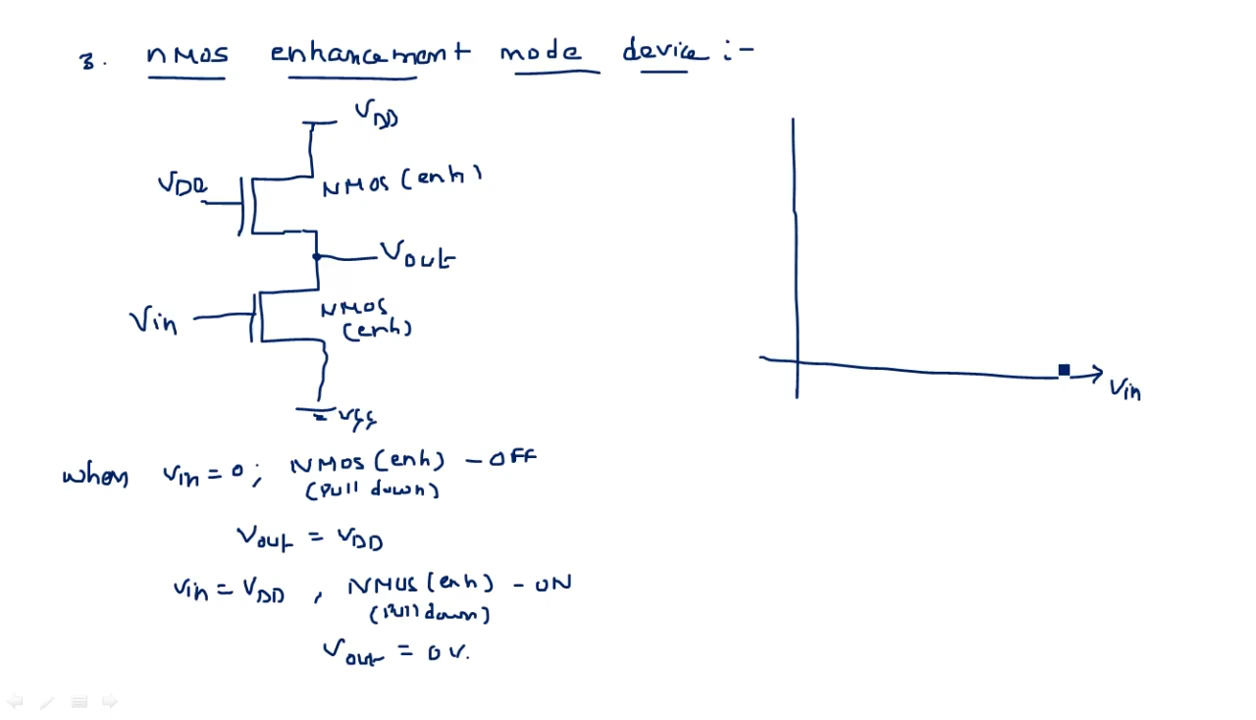 3. nMOS enhancement mode device :-
VDD
VDD
NMOS (enh)
Vout
Vin
NMOS
(enh)
VSS
Vin
when Vin = 0 ; NMOS (enh) - OFF
(Pull down)
Vout = VDD
Vin = VDD , NMOS (enh) - ON
(Pull down)
Vout = 0 V.